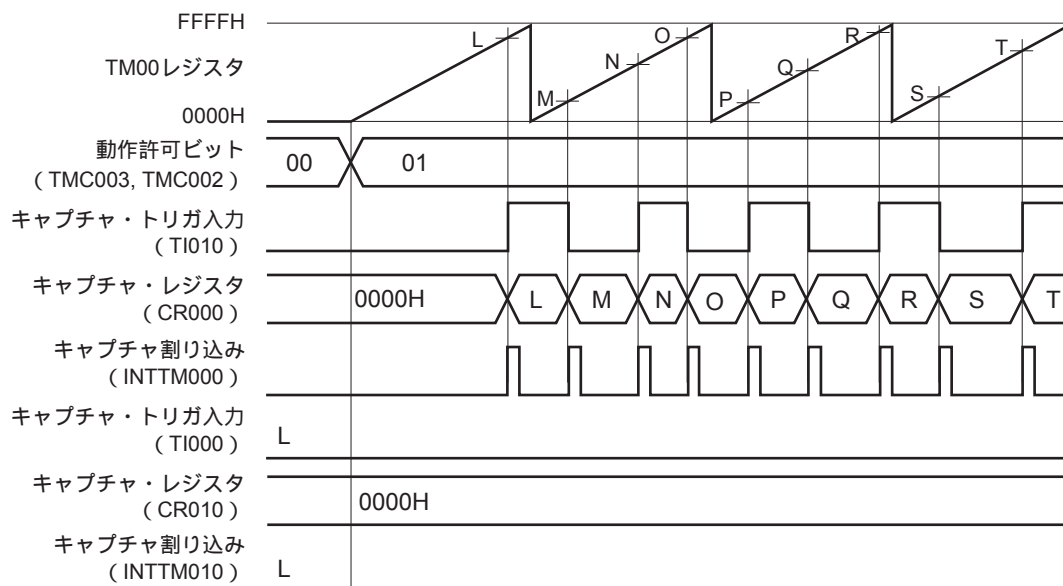 FFFFH
TM00レジスタ
0000H
L M N O P Q R S T
動作許可ビット
（TMC003, TMC002）
00 01
キャプチャ・トリガ入力
（TI010）
キャプチャ・レジスタ
（CR000）
0000H L M N O P Q R S T
キャプチャ割り込み
（INTTM000）
キャプチャ・トリガ入力
（TI000）
L
キャプチャ・レジスタ
（CR010）
0000H
キャプチャ割り込み
（INTTM010）
L